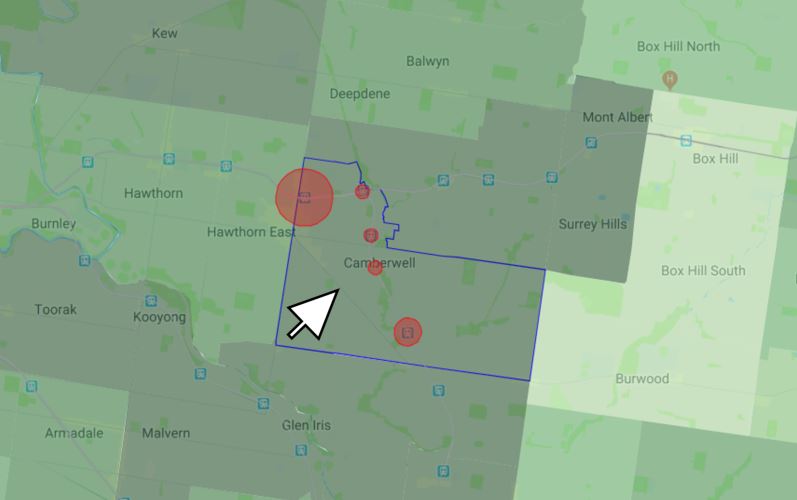 Kew
Box Hill North
Balwyn
H
Deepdene
Mont Albert
Box Hill
Hawthorn
Burnley
Hawthorn East
Surrey Hills
Camberwell
Box Hill South
Toorak
Kooyong
Burwood
Glen Iris
Armadale
Malvern